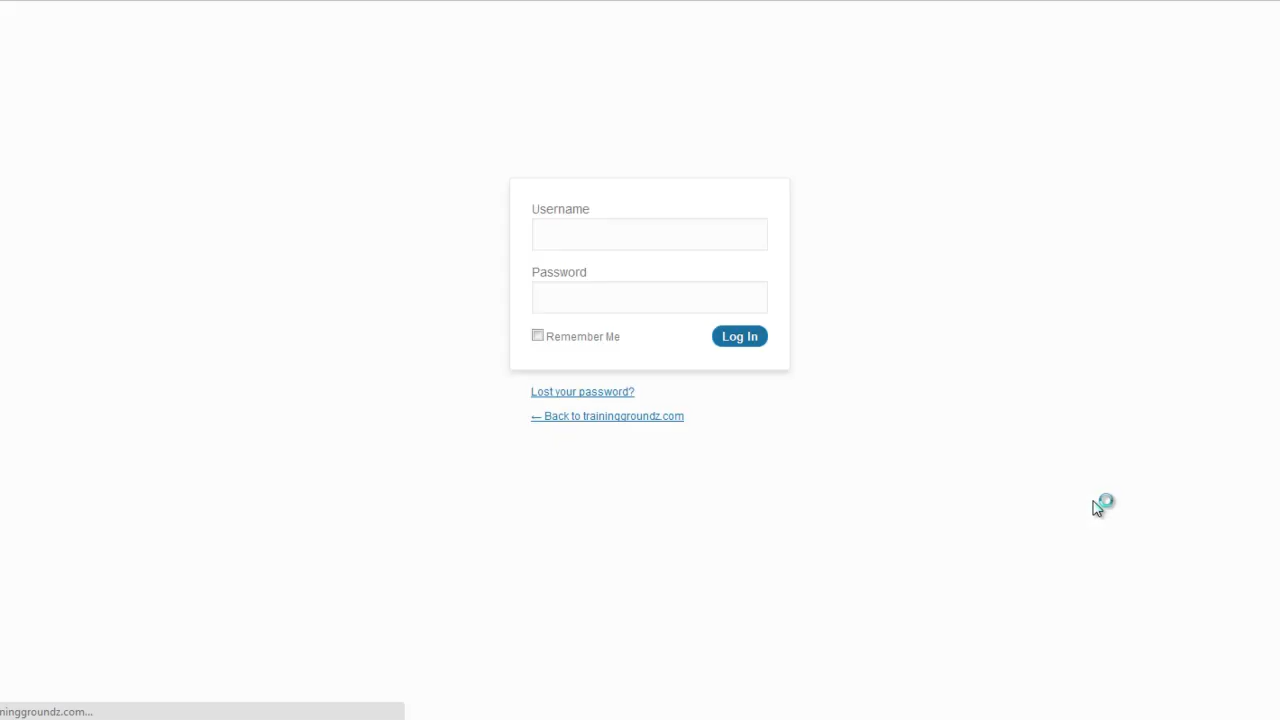 Username
Password
Remember Me
Log In
Lost your password?
← Back to traininggroundz.com
ninggroundz.com...